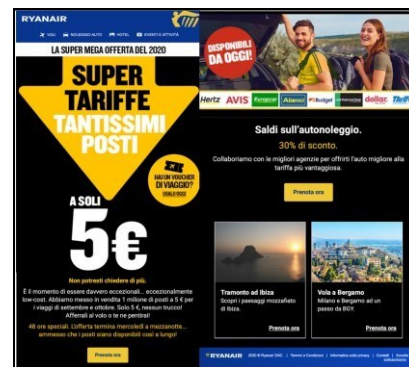 RYANAIR
VOLI NOLEGGIO AUTO HOTEL EVENTI E ATTIVITÀ
LA SUPER MEGA OFFERTA DEL 2020
SUPER
TARIFFE
TANTISSIMI
POSTI
HAI UN VOUCHER
DI VIAGGIO?
USALO OGGI
A SOLI
5€
Non potresti chiedere di più.
È il momento di essere davvero eccezionali... eccezionalmente
low-cost. Abbiamo messo in vendita 1 milione di posti a 5 € per
i viaggi di settembre e ottobre. Solo 5 €, nessun trucco!
Afferrali al volo o te ne pentirai!
48 ore speciali. L'offerta termina mercoledì a mezzanotte...
ammesso che i posti siano disponibili così a lungo!
Prenota ora
DISPONIBILI
DA OGGI!
Hertz AVIS Europcar Alamo Budget dollar. Thrifty
Saldi sull'autonoleggio.
30% di sconto.
Collaboriamo con le migliori agenzie per offrirti l'auto migliore alla
tariffa più vantaggiosa.
Prenota ora
Tramonto ad Ibiza
Scopri i paesaggi mozzafiato
di Ibiza.
Prenota ora
Vola a Bergamo
Milano e Bergamo ad un
passo da BGY.
Prenota ora
RYANAIR 2020 © Ryanair DAC | Termini e Condizioni | Informativa sulla privacy | Contatti